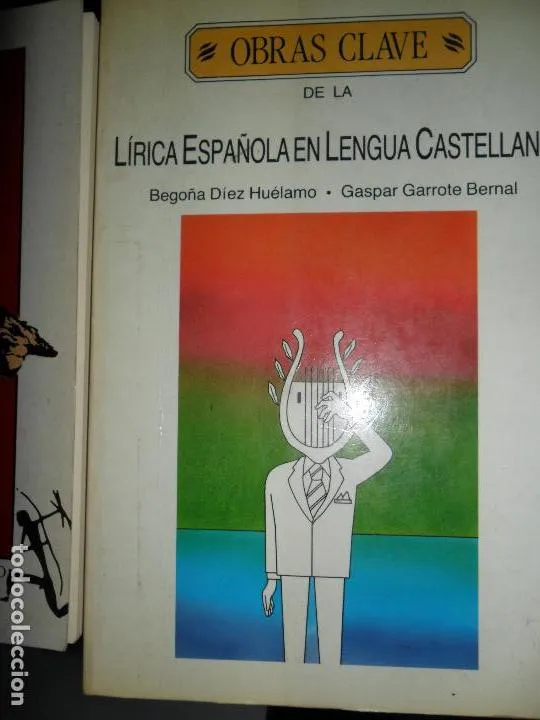 OBRAS CLAVE
DE LA
LÍRICA ESPAÑOLA EN LENGUA CASTELLAN
Begoña Díez Huélamo • Gaspar Garrote Bernal
todocoleccion